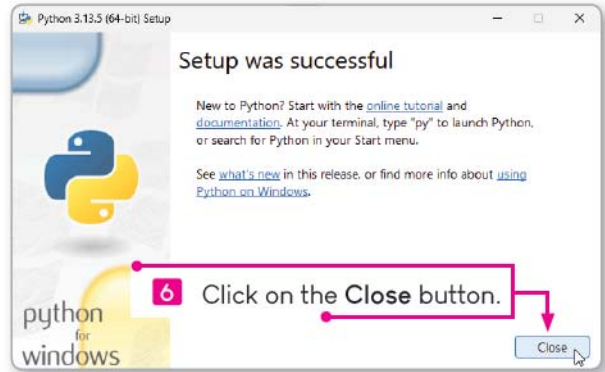 Python 3.13.5 (64-bit) Setup
Setup was successful
New to Python? Start with the online tutorial and
documentation. At your terminal, type "py" to launch Python,
or search for Python in your Start menu.
See what's new in this release, or find more info about using
Python on Windows.
6 Click on the Close button.
python
for
windows
Close